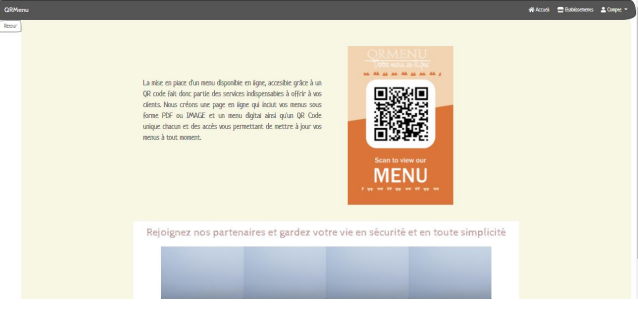 QRMenu
Accueil Etablissements Compte
Retour
La mise en place d'un menu disponible en ligne, accesible grâce à un
QR code fait donc partie des services indispensables à offrir à vos
clients. Nous créons une page en ligne qui inclut vos menus sous
forme PDF ou IMAGE et un menu digital ainsi qu'un QR Code
unique chacun et des accès vous permettant de mettre à jour vos
menus à tout moment.
QRMENU
Scan to view our
MENU
Rejoignez nos partenaires et gardez votre vie en sécurité et en toute simplicité